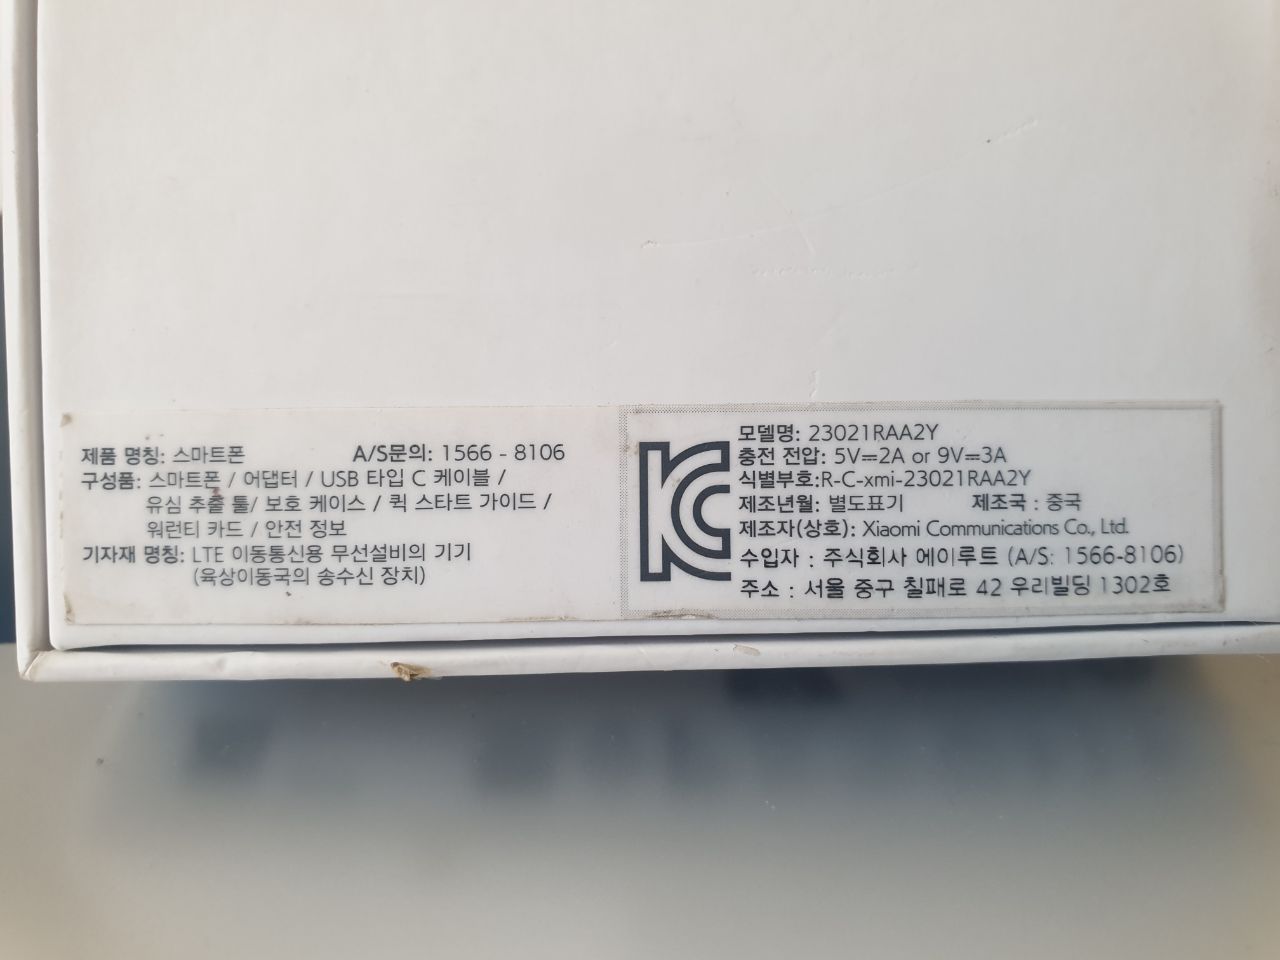 제품 명칭: 스마트폰 A/S문의: 1566 - 8106
구성품: 스마트폰 / 어댑터 / USB 타입 C 케이블 /
유심 추출 툴/ 보호 케이스 / 퀵 스타트 가이드 /
워런티 카드 / 안전 정보
기자재 명칭: LTE 이동통신용 무선설비의 기기
(육상이동국의 송수신 장치)
KC
모델명: 23021RAA2Y
충전 전압: 5V=2A or 9V=3A
식별부호:R-C-xmi-23021RAA2Y
제조년월: 별도표기 제조국 : 중국
제조자(상호): Xiaomi Communications Co., Ltd.
수입자 : 주식회사 에이루트 (A/S: 1566-8106)
주소 : 서울 중구 칠패로 42 우리빌딩 1302호